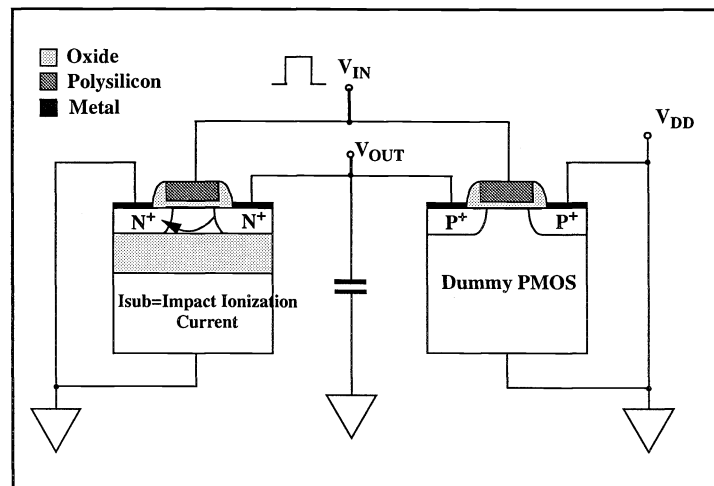 Oxide
Polysilicon
Metal
V_IN
V_OUT
V_DD
N+ N+
P+ P+
Isub=Impact Ionization
Current
Dummy PMOS